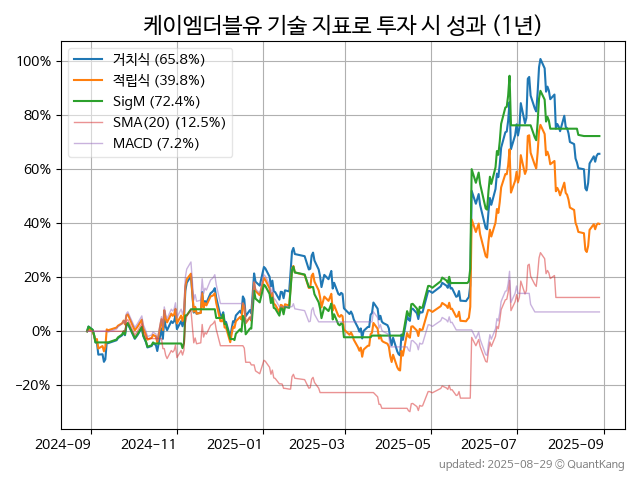 케이엠더블유 기술 지표로 투자 시 성과 (1년)
거치식 (65.8%)
적립식 (39.8%)
SigM (72.4%)
SMA(20) (12.5%)
MACD (7.2%)
100%
80%
60%
40%
20%
0%
−20%
2024-09
2024-11
2025-01
2025-03
2025-05
2025-07
2025-09
updated: 2025-08-29 © QuantKang